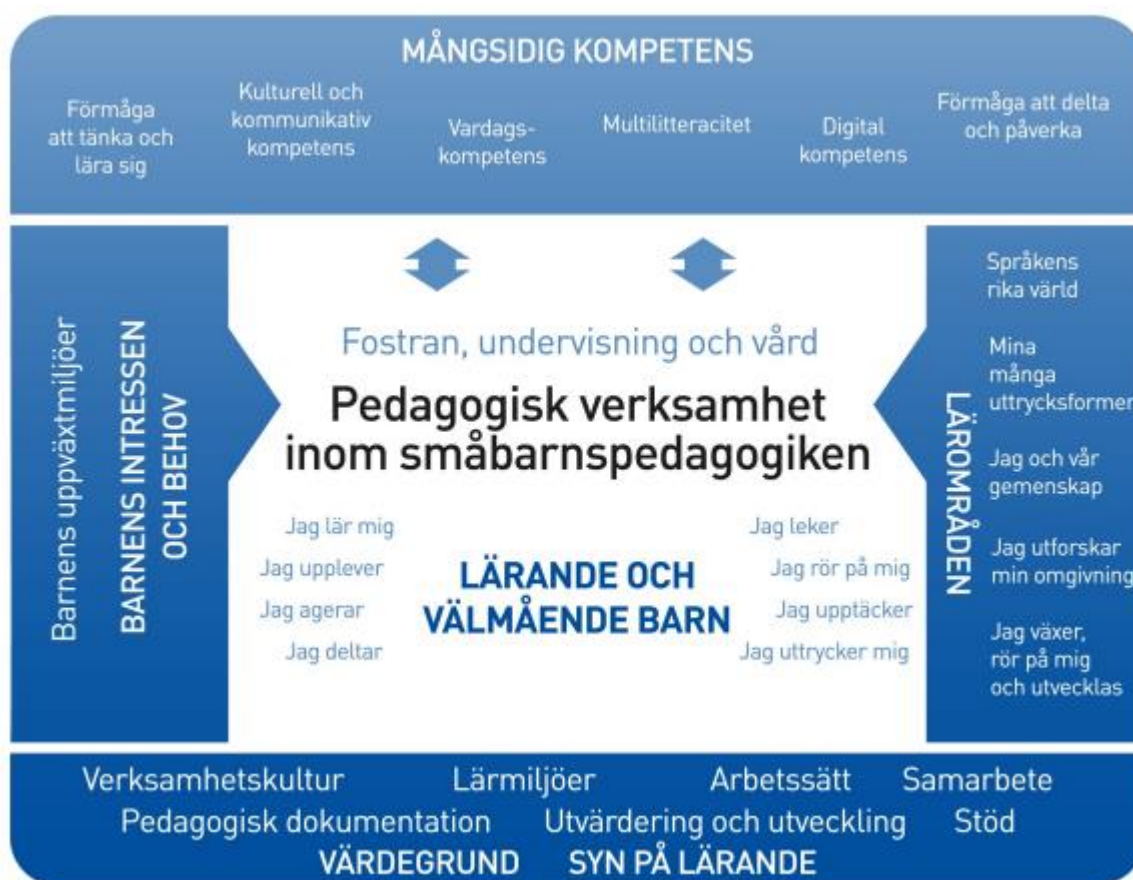 MÅNGSIDIG KOMPETENS
Förmåga
att tänka och
lära sig
Kulturell och
kommunikativ
kompetens
Vardags-
kompetens
Multilitteracitet
Digital
kompetens
Förmåga att delta
och påverka
Barnens uppväxtmiljöer
BARNENS INTRESSEN
OCH BEHOV
Fostran, undervisning och vård
Pedagogisk verksamhet
inom småbarnspedagogiken
Jag lär mig
Jag upplever
Jag agerar
Jag deltar
LÄRANDE OCH
VÄLMÅENDE BARN
Jag leker
Jag rör på mig
Jag upptäcker
Jag uttrycker mig
LÄROMRÅDEN
Språkens
rika värld
Mina
många
uttrycksformer
Jag och vår
gemenskap
Jag utforskar
min omgivning
Jag växer,
rör på mig
och utvecklas
Verksamhetskultur Lärmiljöer Arbetssätt Samarbete
Pedagogisk dokumentation Utvärdering och utveckling Stöd
VÄRDEGRUND SYN PÅ LÄRANDE